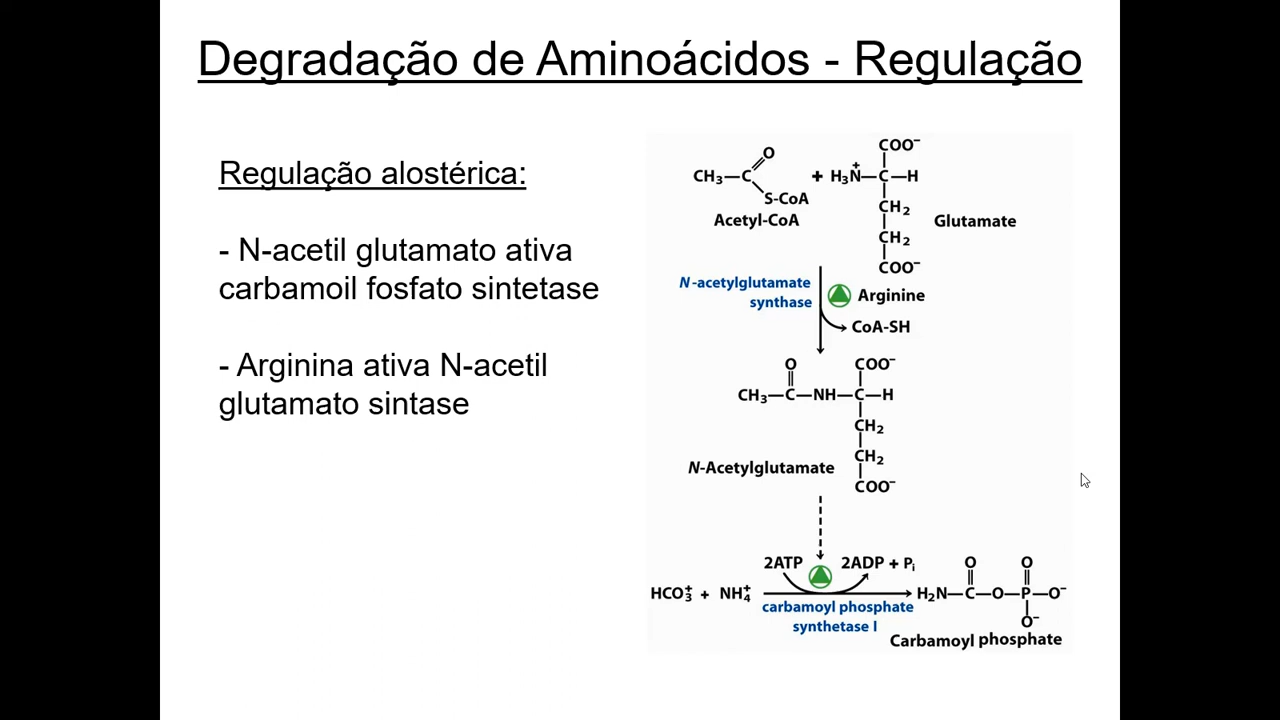 Degradação de Aminoácidos - Regulação
Regulação alostérica:
- N-acetil glutamato ativa
carbamoil fosfato sintetase
- Arginina ativa N-acetil
glutamato sintase
O
CH₃—C
S-CoA
Acetyl-CoA
+
COO⁻
H₃N⁺—C—H
CH₂
CH₂
COO⁻
Glutamate
N-acetylglutamate
synthase
Arginine
CoA-SH
O COO⁻
CH₃—C—NH—C—H
CH₂
CH₂
COO⁻
N-Acetylglutamate
2ATP 2ADP + Pᵢ
HCO₃⁺ + NH₄⁺
carbamoyl phosphate
synthetase I
O O
H₂N—C—O—P—O⁻
O⁻
Carbamoyl phosphate